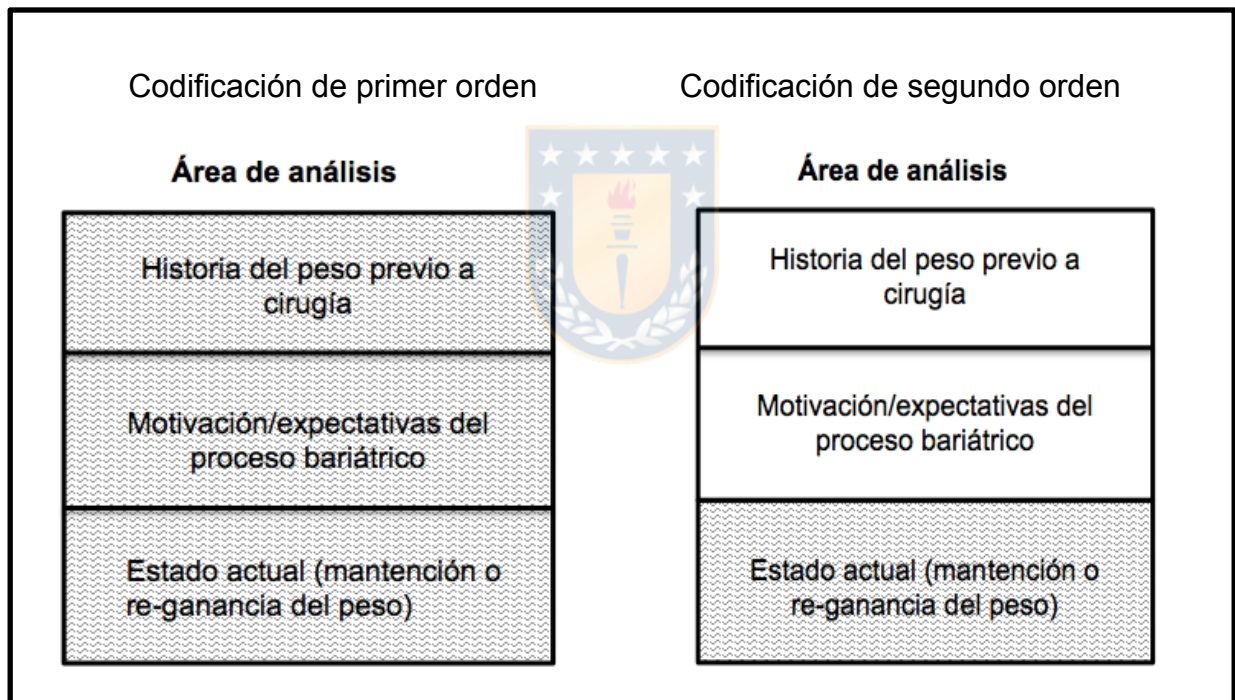 Codificación de primer orden
Codificación de segundo orden
Área de análisis
Historia del peso previo a
cirugía
Motivación/expectativas del
proceso bariátrico
Estado actual (mantención o
re-ganancia del peso)
Área de análisis
Historia del peso previo a
cirugía
Motivación/expectativas del
proceso bariátrico
Estado actual (mantención o
re-ganancia del peso)